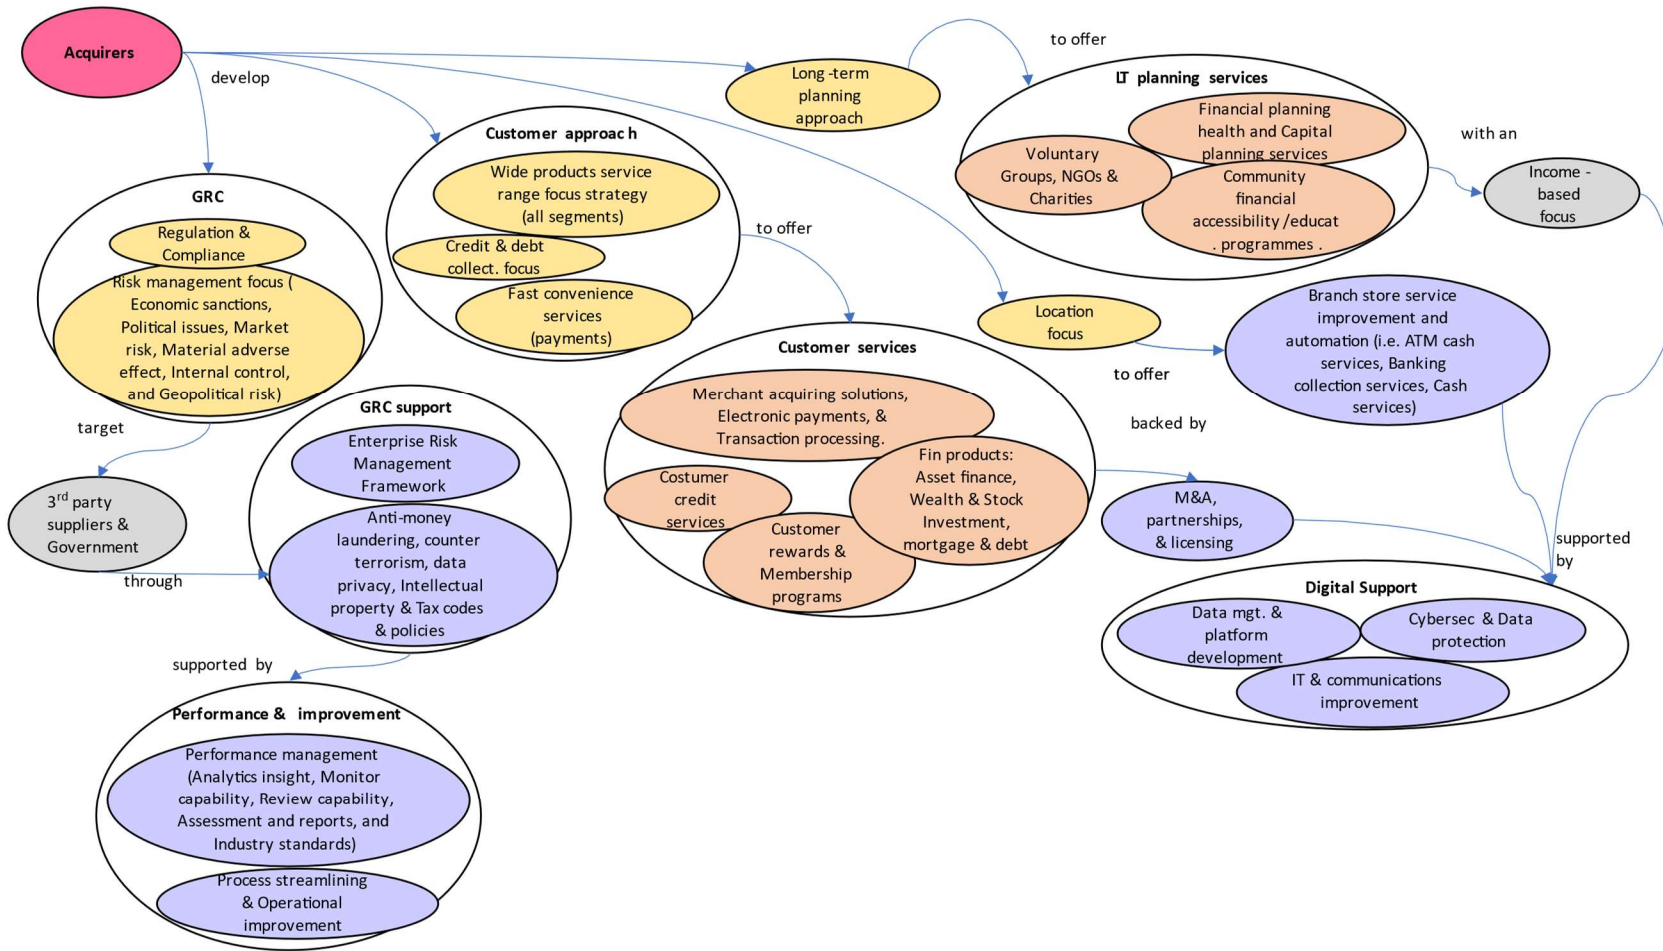 Acquirers
develop
Long-term
planning
approach
to offer
LT planning services
Financial planning
health and Capital
planning services
Voluntary
Groups, NGOs &
Charities
Community
financial
accessibility /educat
. programmes .
with an
Income -
based
focus
Customer approach
Wide products service
range focus strategy
(all segments)
Credit & debt
collect. focus
Fast convenience
services
(payments)
to offer
GRC
Regulation &
Compliance
Risk management focus (
Economic sanctions,
Political issues, Market
risk, Material adverse
effect, Internal control,
and Geopolitical risk)
Location
focus
to offer
Branch store service
improvement and
automation (i.e. ATM cash
services, Banking
collection services, Cash
services)
Customer services
Merchant acquiring solutions,
Electronic payments, &
Transaction processing.
Fin products:
Asset finance,
Wealth & Stock
Investment,
mortgage & debt
Costumer
credit
services
Customer
rewards &
Membership
programs
backed by
M&A,
partnerships,
& licensing
supported
by
Digital Support
Data mgt. &
platform
development
Cybersec & Data
protection
IT & communications
improvement
target
3rd party
suppliers &
Government
through
GRC support
Enterprise Risk
Management
Framework
Anti-money
laundering, counter
terrorism, data
privacy, Intellectual
property & Tax codes
& policies
supported by
Performance & improvement
Performance management
(Analytics insight, Monitor
capability, Review capability,
Assessment and reports, and
Industry standards)
Process streamlining
& Operational
improvement